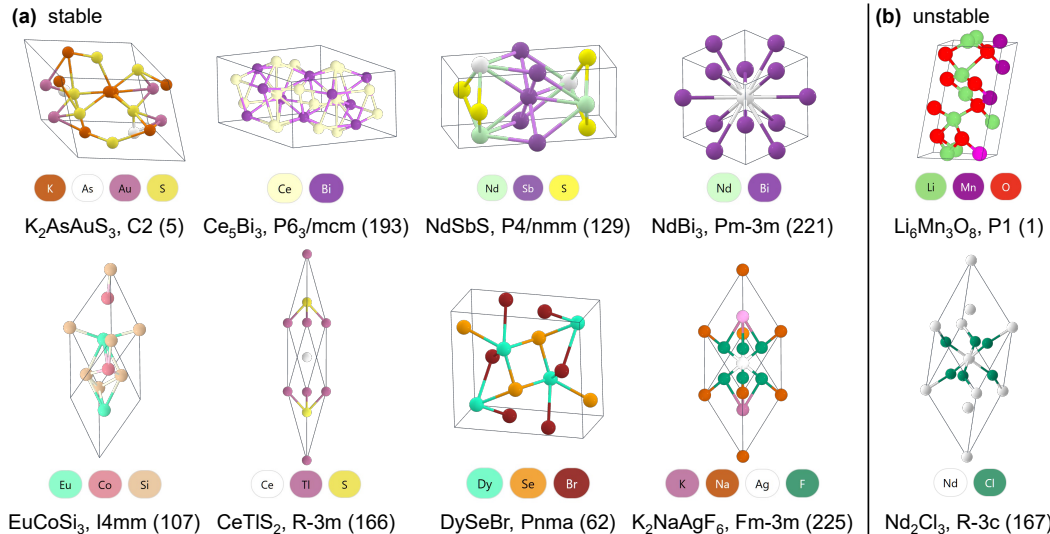 (a) stable
(b) unstable
K As Au S
Ce Bi
Nd Sb S
Nd Bi
Li Mn O
K₂AsAuS₃, C2 (5)
Ce₅Bi₃, P6₃/mcm (193)
NdSbS, P4/nmm (129)
NdBi₃, Pm-3m (221)
Li₆Mn₃O₈, P1 (1)
Eu Co Si
Ce Tl S
Dy Se Br
K Na Ag F
Nd Cl
EuCoSi₃, I4mm (107)
CeTlS₂, R-3m (166)
DySeBr, Pnma (62)
K₂NaAgF₆, Fm-3m (225)
Nd₂Cl₃, R-3c (167)